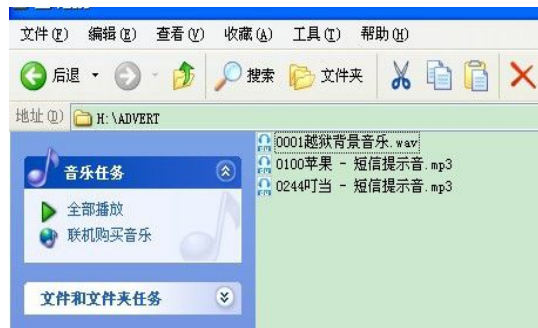 文件(F) 编辑(E) 查看(V) 收藏(A) 工具(T) 帮助(H)
后退 搜索 文件夹
地址(D) H:\ADVERT
0001越狱背景音乐.wav
0100苹果 - 短信提示音.mp3
0244叮当 - 短信提示音.mp3
音乐任务
全部播放
联机购买音乐
文件和文件夹任务